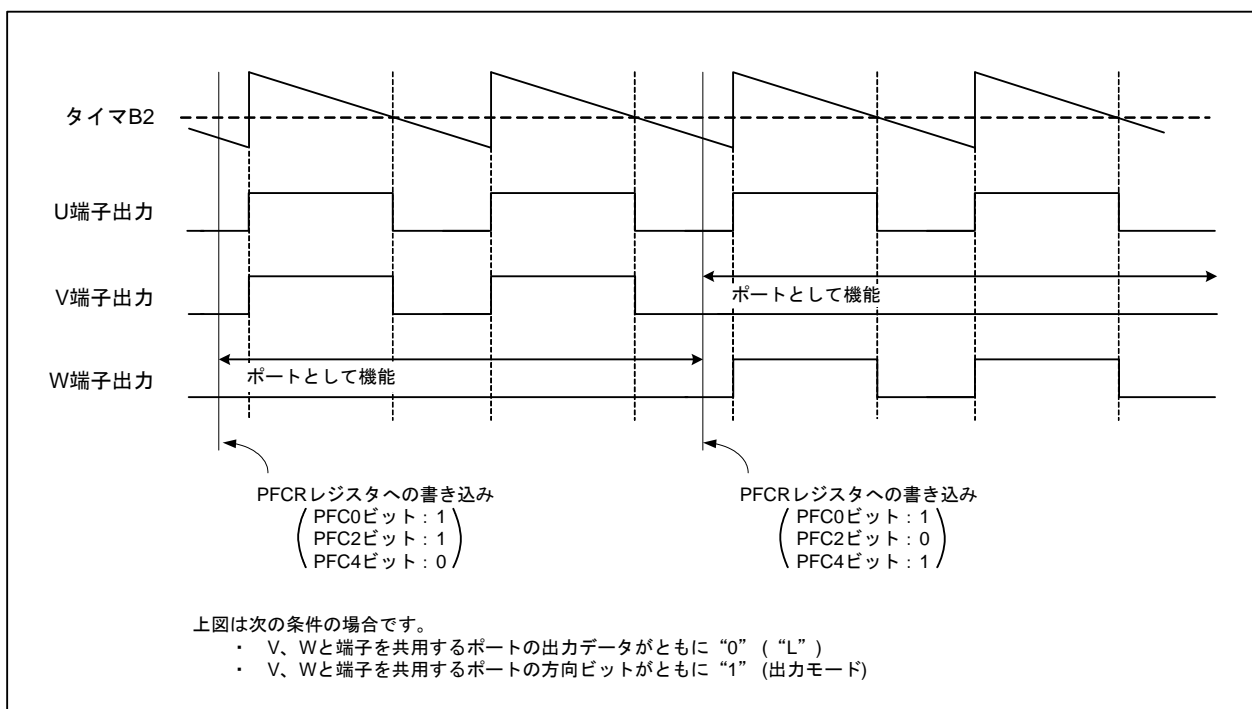 タイマB2
U端子出力
V端子出力
ポートとして機能
W端子出力
ポートとして機能
PFCRレジスタへの書き込み
PFC0ビット：1
PFC2ビット：1
PFC4ビット：0
PFCRレジスタへの書き込み
PFC0ビット：1
PFC2ビット：0
PFC4ビット：1
上図は次の条件の場合です。
・ V、Wと端子を共用するポートの出力データがともに“0” (“L”)
・ V、Wと端子を共用するポートの方向ビットがともに“1” (出力モード)